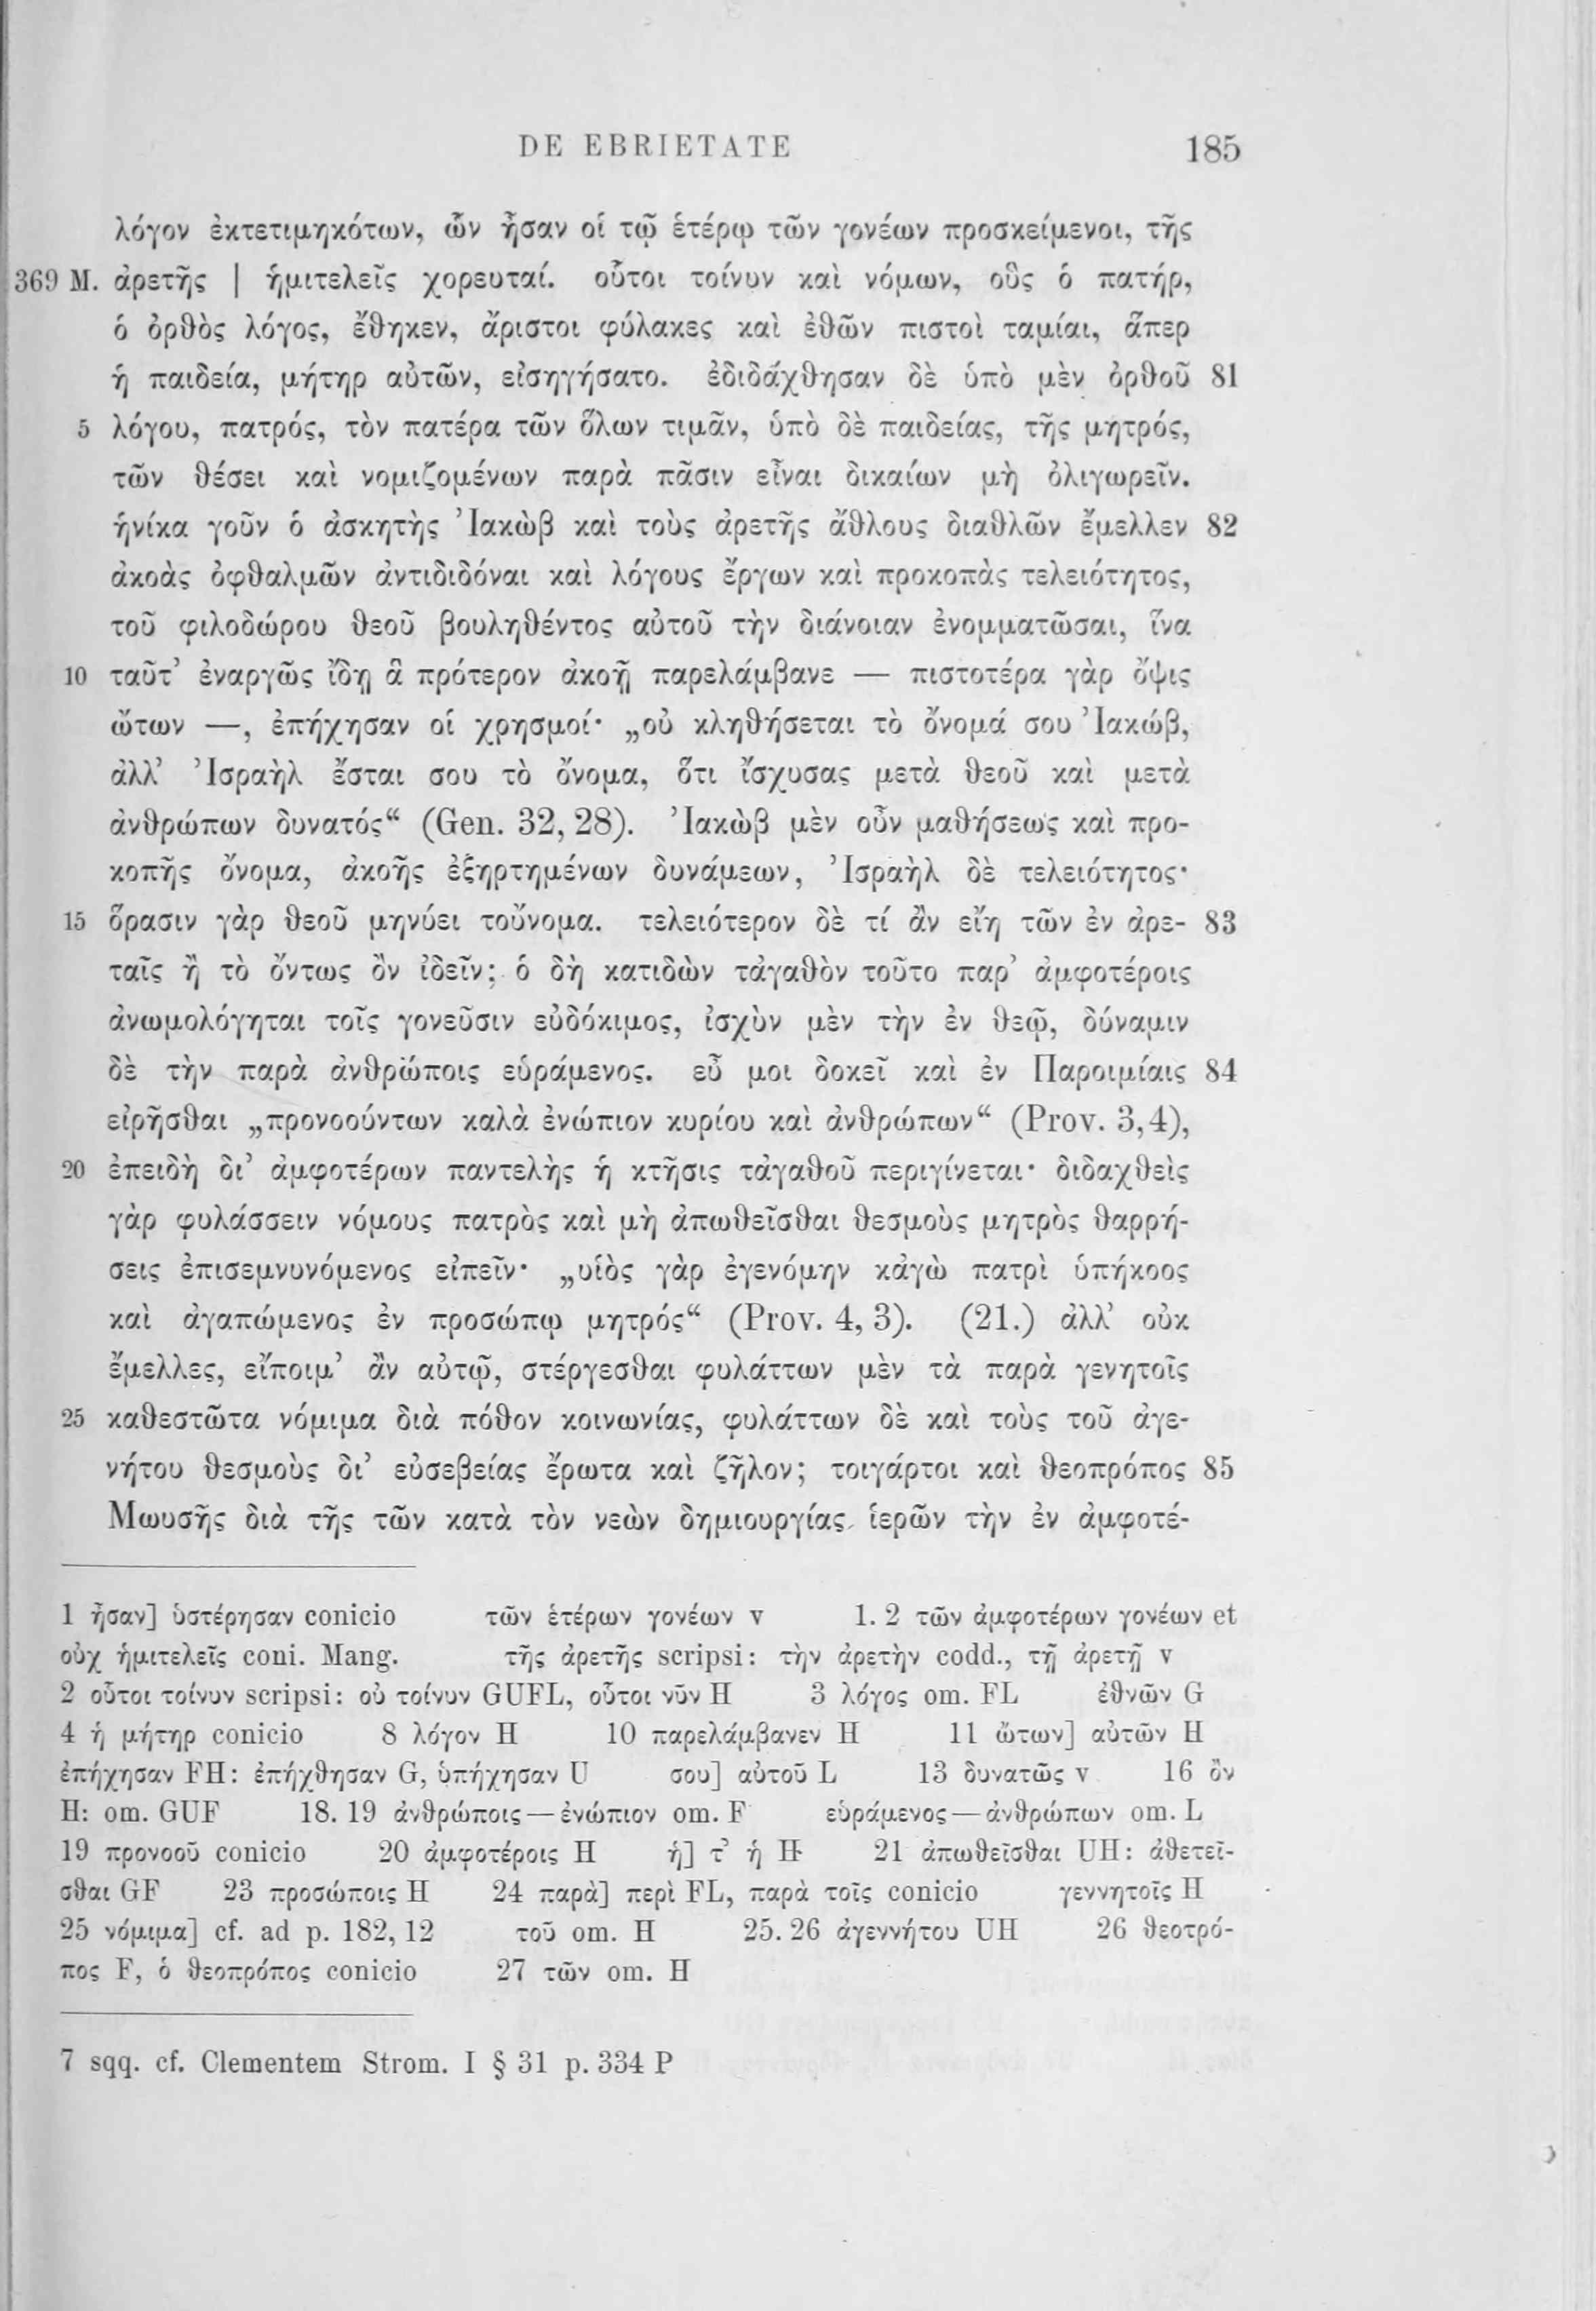 DE EBRIETATE 185
λόγον ἐκτετιμηκότων, ὧν ἦσαν οἱ τῷ ἑτέρῳ τῶν γονέων προσκείμενοι, τῆς
369 M. ἀρετῆς | ἡμιτελεῖς χορευταί. οὗτοι τοίνυν καὶ νόμων, οὓς ὁ πατήρ,
ὁ ὀρθὸς λόγος, ἔθηκεν, ἄριστοι φύλακες καὶ ἐθῶν πιστοὶ ταμίαι, ἅπερ
ἡ παιδεία, μήτηρ αὐτῶν, εἰσηγήσατο. ἐδιδάχθησαν δὲ ὑπὸ μὲν ὀρθοῦ 81
5 λόγου, πατρός, τὸν πατέρα τῶν ὅλων τιμᾶν, ὑπὸ δὲ παιδείας, τῆς μητρός,
τῶν θέσει καὶ νομιζομένων παρὰ πᾶσιν εἶναι δικαίων μὴ ὀλιγωρεῖν.
ἡνίκα γοῦν ὁ ἀσκητὴς Ἰακὼβ καὶ τοὺς ἀρετῆς ἄθλους διαθλῶν ἔμελλεν 82
ἀκοὰς ὀφθαλμῶν ἀντιδιδόναι καὶ λόγους ἔργων καὶ προκοπὰς τελειότητος,
τοῦ φιλοδώρου θεοῦ βουληθέντος αὐτοῦ τὴν διάνοιαν ἐνομματῶσαι, ἵνα
10 ταῦτ’ ἐναργῶς ἴδῃ ἃ πρότερον ἀκοῇ παρελάμβανε — πιστοτέρα γὰρ ὄψις
ὤτων —, ἐπήχησαν οἱ χρησμοί· „οὐ κληθήσεται τὸ ὄνομά σου Ἰακώβ,
ἀλλ’ Ἰσραὴλ ἔσται σου τὸ ὄνομα, ὅτι ἴσχυσας μετὰ θεοῦ καὶ μετὰ
ἀνθρώπων δυνατός“ (Gen. 32, 28). Ἰακὼβ μὲν οὖν μαθήσεως καὶ προ-
κοπῆς ὄνομα, ἀκοῆς ἐξηρτημένων δυνάμεων, Ἰσραὴλ δὲ τελειότητος·
15 ὅρασιν γὰρ θεοῦ μηνύει τοὔνομα. τελειότερον δὲ τί ἂν εἴη τῶν ἐν ἀρε- 83
ταῖς ἢ τὸ ὄντως ὂν ἰδεῖν; ὁ δὴ κατιδὼν τἀγαθὸν τοῦτο παρ’ ἀμφοτέροις
ἀνωμολόγηται τοῖς γονεῦσιν εὐδόκιμος, ἰσχὺν μὲν τὴν ἐν θεῷ, δύναμιν
δὲ τὴν παρὰ ἀνθρώποις εὑράμενος. εὖ μοι δοκεῖ καὶ ἐν Παροιμίαις 84
εἰρῆσθαι „προνοούντων καλὰ ἐνώπιον κυρίου καὶ ἀνθρώπων“ (Prov. 3,4),
20 ἐπειδὴ δι’ ἀμφοτέρων παντελὴς ἡ κτῆσις τἀγαθοῦ περιγίνεται· διδαχθεὶς
γὰρ φυλάσσειν νόμους πατρὸς καὶ μὴ ἀπωθεῖσθαι θεσμοὺς μητρὸς θαρρή-
σεις ἐπισεμνυνόμενος εἰπεῖν· „υἱὸς γὰρ ἐγενόμην κἀγὼ πατρὶ ὑπήκοος
καὶ ἀγαπώμενος ἐν προσώπῳ μητρός“ (Prov. 4, 3). (21.) ἀλλ’ οὐκ
ἔμελλες, εἴποιμ’ ἂν αὐτῷ, στέργεσθαι φυλάττων μὲν τὰ παρὰ γενητοῖς
25 καθεστῶτα νόμιμα διὰ πόθον κοινωνίας, φυλάττων δὲ καὶ τοὺς τοῦ ἀγε-
νήτου θεσμοὺς δι’ εὐσεβείας ἔρωτα καὶ ζῆλον; τοιγάρτοι καὶ θεοπρόπος 85
Μωυσῆς διὰ τῆς τῶν κατὰ τὸν νεὼν δημιουργίας ἱερῶν τὴν ἐν ἀμφοτέ-
1 ἦσαν] ὑστέρησαν conicio τῶν ἑτέρων γονέων v 1. 2 τῶν ἀμφοτέρων γονέων et
οὐχ ἡμιτελεῖς coni. Mang. τῆς ἀρετῆς scripsi: τὴν ἀρετὴν codd., τῇ ἀρετῇ v
2 οὗτοι τοίνυν scripsi: οὐ τοίνυν GUFL, οὗτοι νῦν H 3 λόγος om. FL ἐθνῶν G
4 ἡ μήτηρ conicio 8 λόγον H 10 παρελάμβανεν H 11 ὤτων] αὐτῶν H
ἐπήχησαν FH: ἐπήχθησαν G, ὑπήχησαν U σου] αὐτοῦ L 13 δυνατῶς v 16 ὂν
H: om. GUF 18. 19 ἀνθρώποις — ἐνώπιον om. F εὑράμενος — ἀνθρώπων om. L
19 προνοοῦ conicio 20 ἀμφοτέροις H ἡ] τ’ ἡ H 21 ἀπωθεῖσθαι UH: ἀθετεῖ-
σθαι GF 23 προσώποις H 24 παρὰ] περὶ FL, παρὰ τοῖς conicio γεννητοῖς H
25 νόμιμα] cf. ad p. 182, 12 τοῦ om. H 25. 26 ἀγεννήτου UH 26 θεοτρό-
πος F, ὁ θεοπρόπος conicio 27 τῶν om. H
7 sqq. cf. Clementem Strom. I § 31 p. 334 P